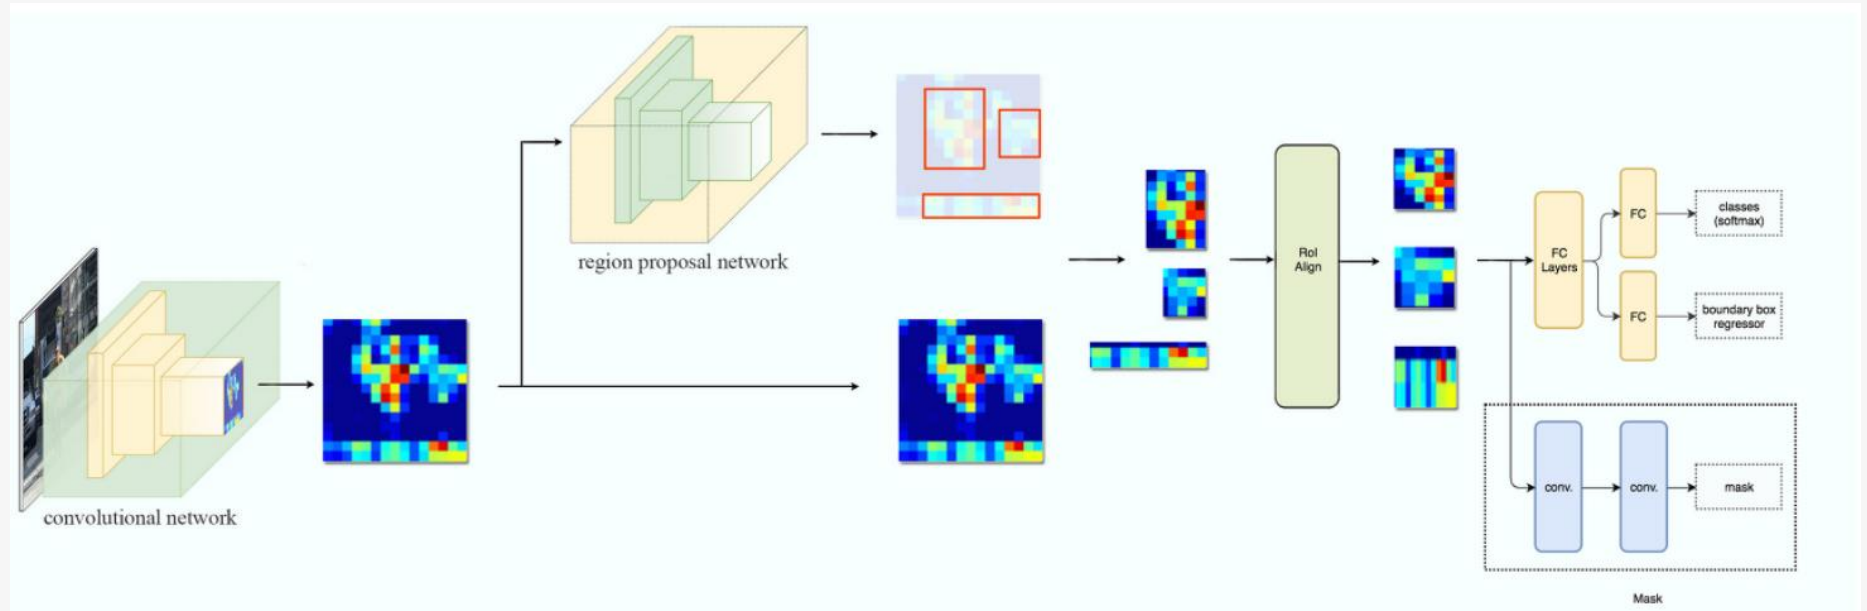 region proposal network
convolutional network
RoI
Align
FC
Layers
FC
classes
(softmax)
FC
boundary box
regressor
conv.
conv.
mask
Mask